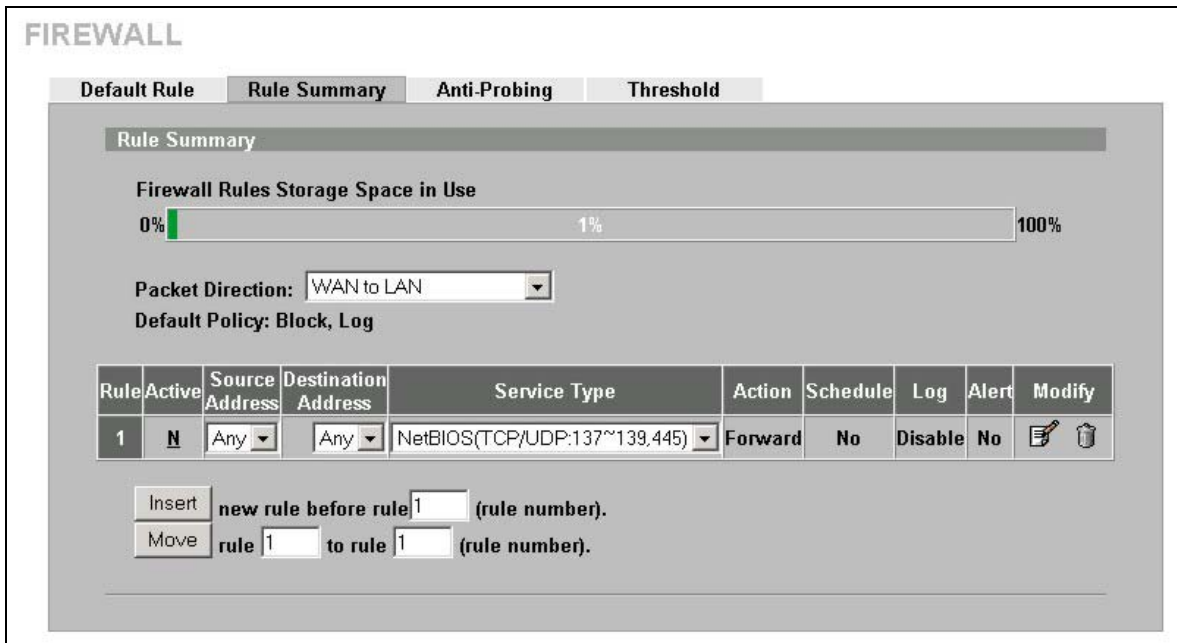 FIREWALL
Default Rule Rule Summary Anti-Probing Threshold
Rule Summary
Firewall Rules Storage Space in Use
0% 1% 100%
Packet Direction: WAN to LAN
Default Policy: Block, Log
Rule Active Source Address Destination Address Service Type Action Schedule Log Alert Modify
1 N Any Any NetBIOS(TCP/UDP:137~139,445) Forward No Disable No
Insert new rule before rule 1 (rule number).
Move rule 1 to rule 1 (rule number).